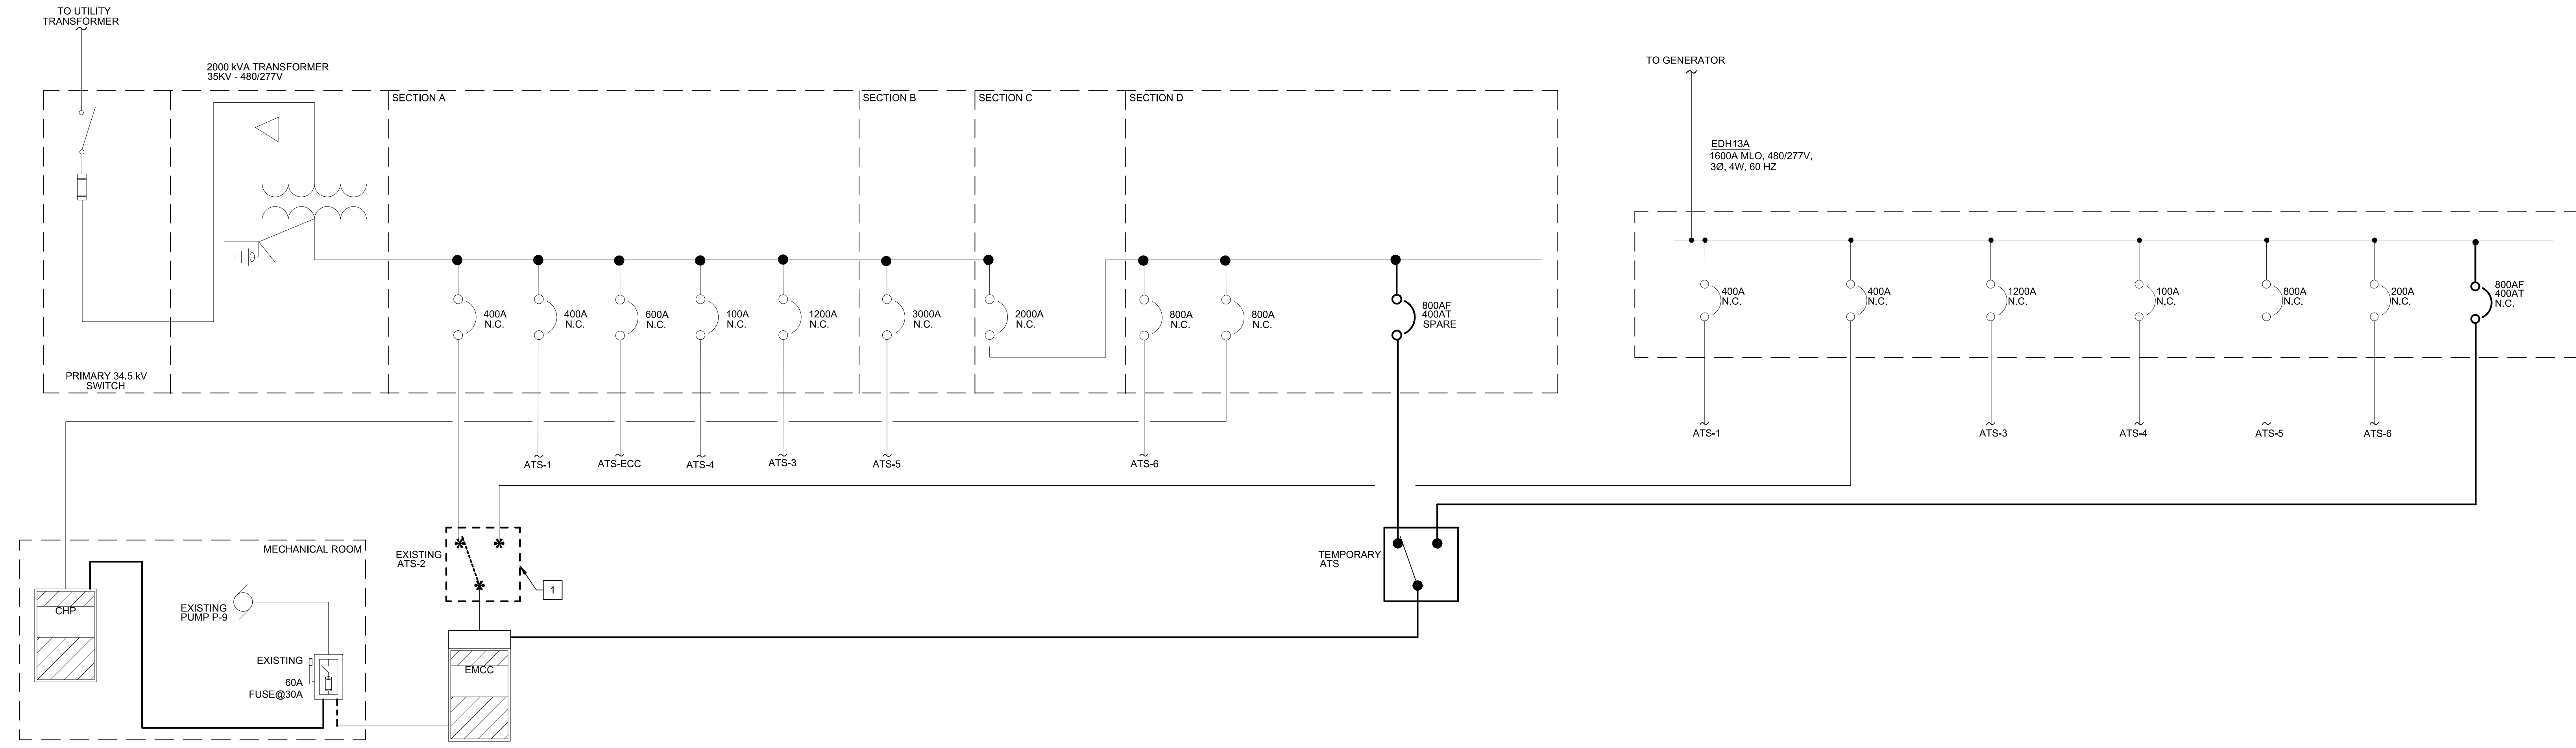 TO UTILITY
TRANSFORMER
2000 kVA TRANSFORMER
35KV - 480/277V
TO GENERATOR
SECTION A
SECTION B
SECTION C
SECTION D
EDH13A
1600A MLO, 480/277V,
3Ø, 4W, 60 HZ
400A
N.C.
400A
N.C.
600A
N.C.
100A
N.C.
1200A
N.C.
3000A
N.C.
2000A
N.C.
800A
N.C.
800A
N.C.
800AF
400AT
SPARE
400A
N.C.
400A
N.C.
1200A
N.C.
100A
N.C.
800A
N.C.
200A
N.C.
800AF
400AT
N.C.
PRIMARY 34.5 kV
SWITCH
ATS-1
ATS-3
ATS-4
ATS-5
ATS-6
ATS-1
ATS-ECC
ATS-4
ATS-3
ATS-5
ATS-6
MECHANICAL ROOM
EXISTING
ATS-2
1
TEMPORARY
ATS
CHP
EXISTING
PUMP P-9
EXISTING
60A
FUSE@30A
EMCC